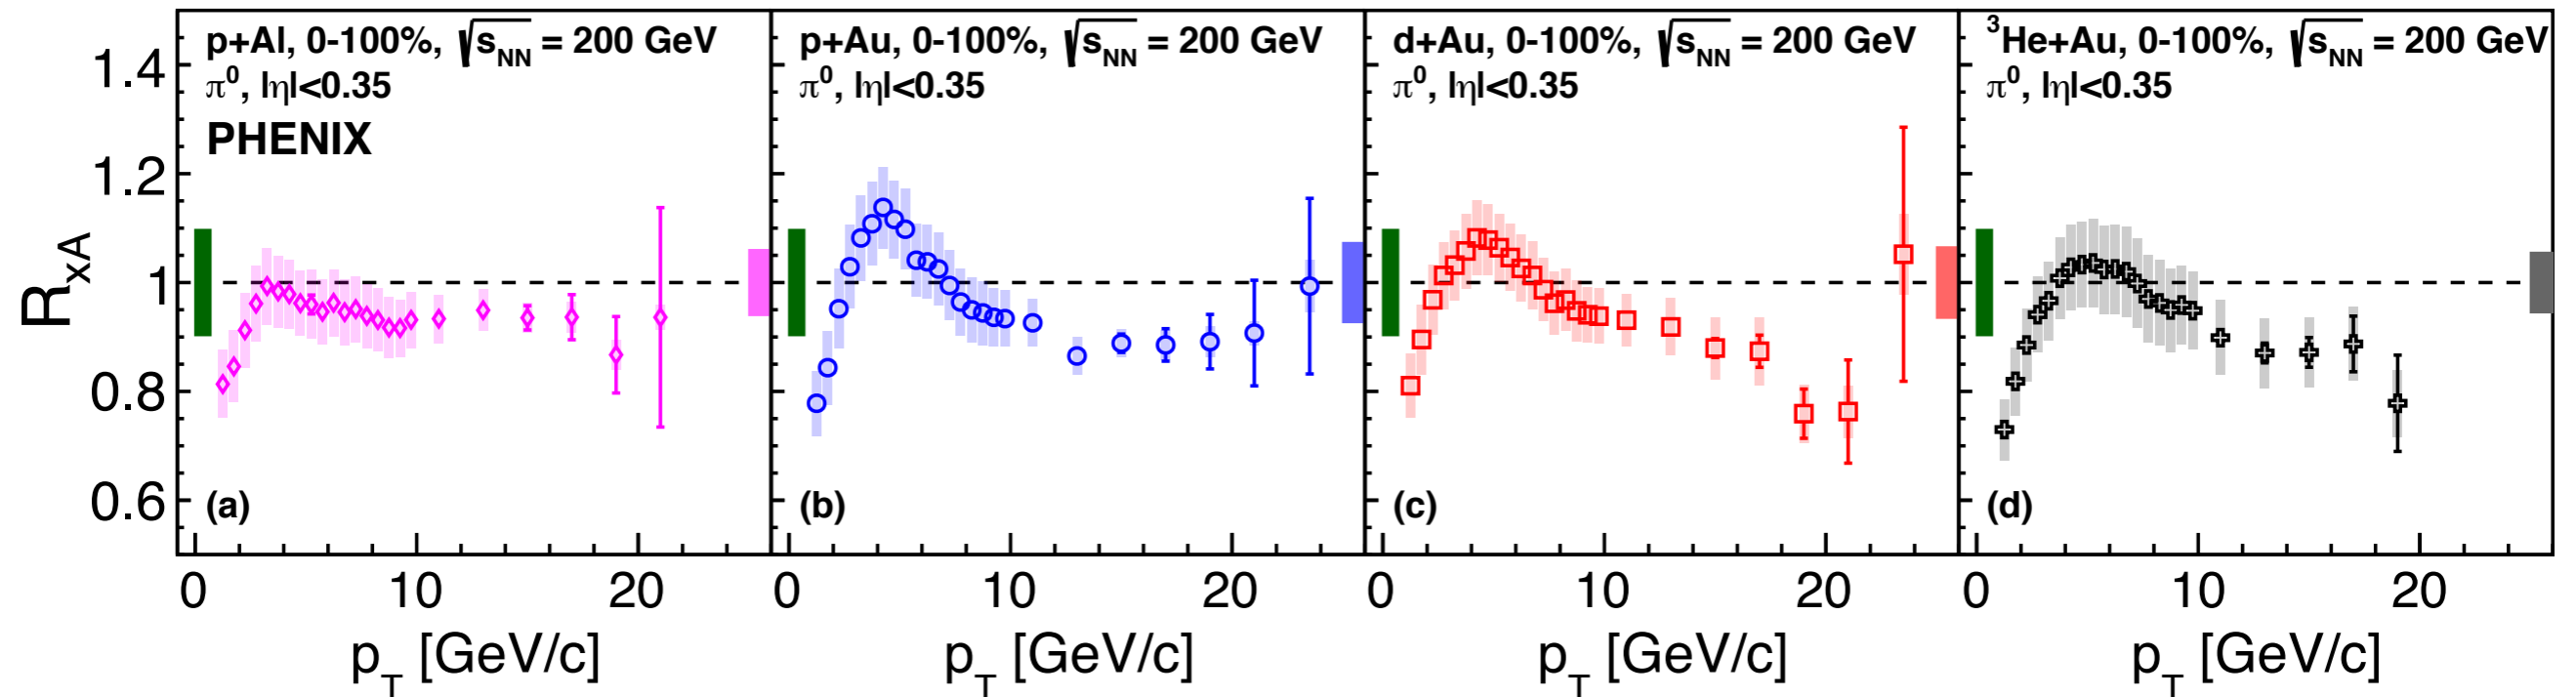 p+Al, 0-100%, √sNN = 200 GeV
π0, |η|<0.35
PHENIX
p+Au, 0-100%, √sNN = 200 GeV
π0, |η|<0.35
d+Au, 0-100%, √sNN = 200 GeV
π0, |η|<0.35
3He+Au, 0-100%, √sNN = 200 GeV
π0, |η|<0.35
RxA
1.4
1.2
1
0.8
0.6
(a)
(b)
(c)
(d)
0 10 20
0 10 20
0 10 20
0 10 20
pT [GeV/c]
pT [GeV/c]
pT [GeV/c]
pT [GeV/c]